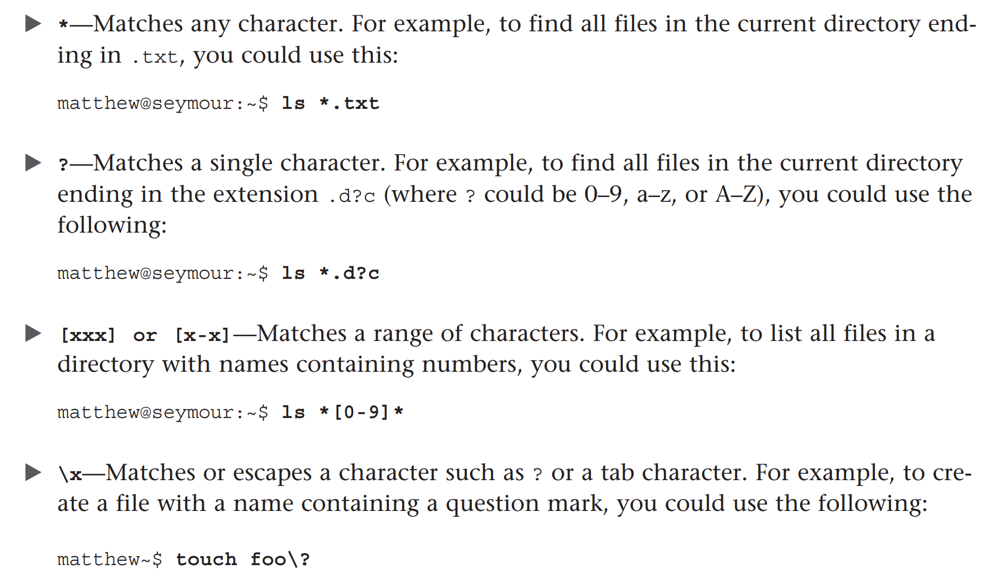 ▶ *—Matches any character. For example, to find all files in the current directory end-
ing in .txt, you could use this:
matthew@seymour:~$ ls *.txt
▶ ?—Matches a single character. For example, to find all files in the current directory
ending in the extension .d?c (where ? could be 0–9, a–z, or A–Z), you could use the
following:
matthew@seymour:~$ ls *.d?c
▶ [xxx] or [x-x]—Matches a range of characters. For example, to list all files in a
directory with names containing numbers, you could use this:
matthew@seymour:~$ ls *[0-9]*
▶ \x—Matches or escapes a character such as ? or a tab character. For example, to cre-
ate a file with a name containing a question mark, you could use the following:
matthew~$ touch foo\?